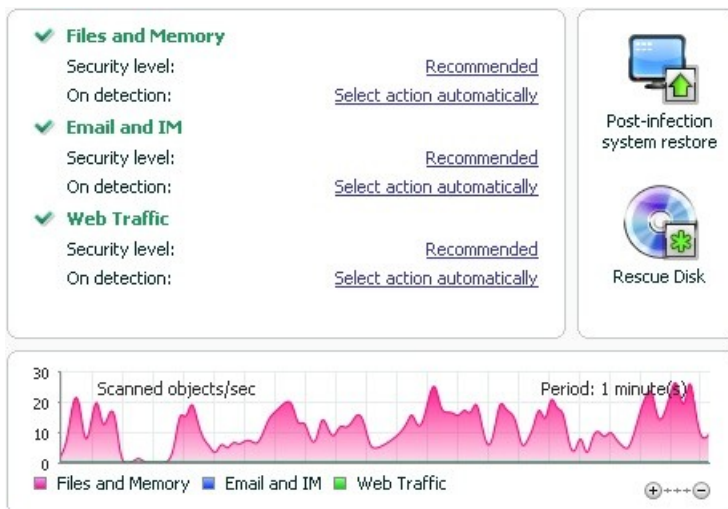 Files and Memory
Security level: Recommended
On detection: Select action automatically
Email and IM
Security level: Recommended
On detection: Select action automatically
Web Traffic
Security level: Recommended
On detection: Select action automatically
Post-infection
system restore
Rescue Disk
30
20
10
0
Scanned objects/sec
Period: 1 minute(s)
Files and Memory
Email and IM
Web Traffic